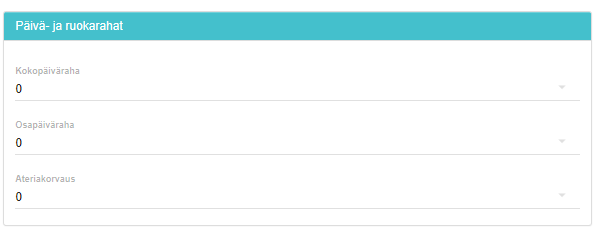 Päivä- ja ruokarahat
Kokopäiväraha
0
Osapäiväraha
0
Ateriakorvaus
0